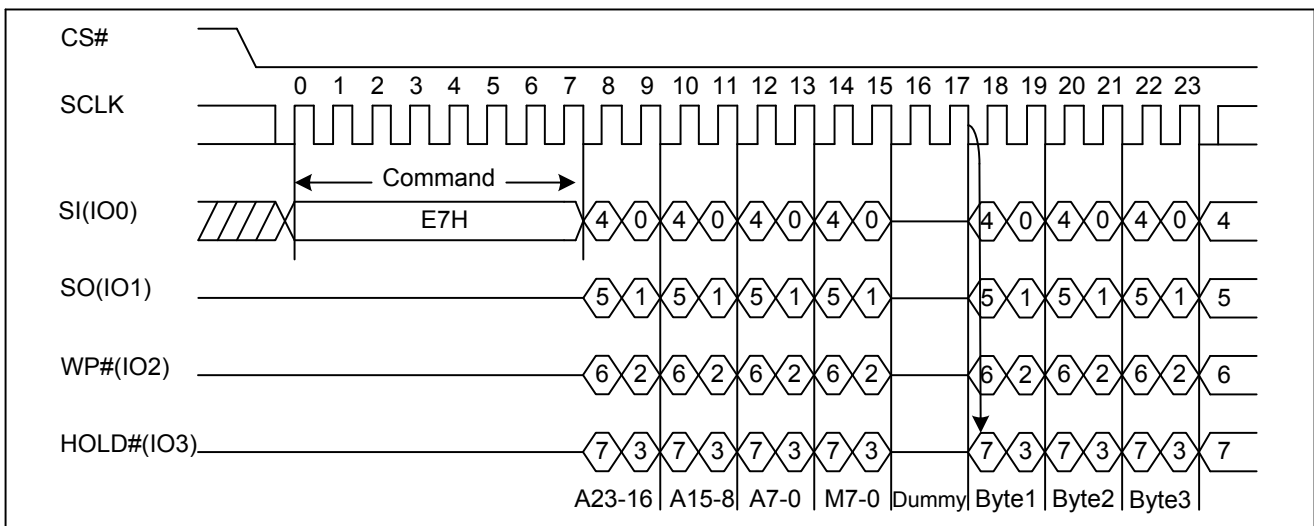 CS#
0 1 2 3 4 5 6 7 8 9 10 11 12 13 14 15 16 17 18 19 20 21 22 23
SCLK
Command
SI(IO0) E7H 4 0 4 0 4 0 4 0 4 0 4 0 4 0 4
SO(IO1) 5 1 5 1 5 1 5 1 5 1 5 1 5 1 5
WP#(IO2) 6 2 6 2 6 2 6 2 6 2 6 2 6 2 6
HOLD#(IO3) 7 3 7 3 7 3 7 3 7 3 7 3 7 3 7
A23-16 A15-8 A7-0 M7-0 Dummy Byte1 Byte2 Byte3